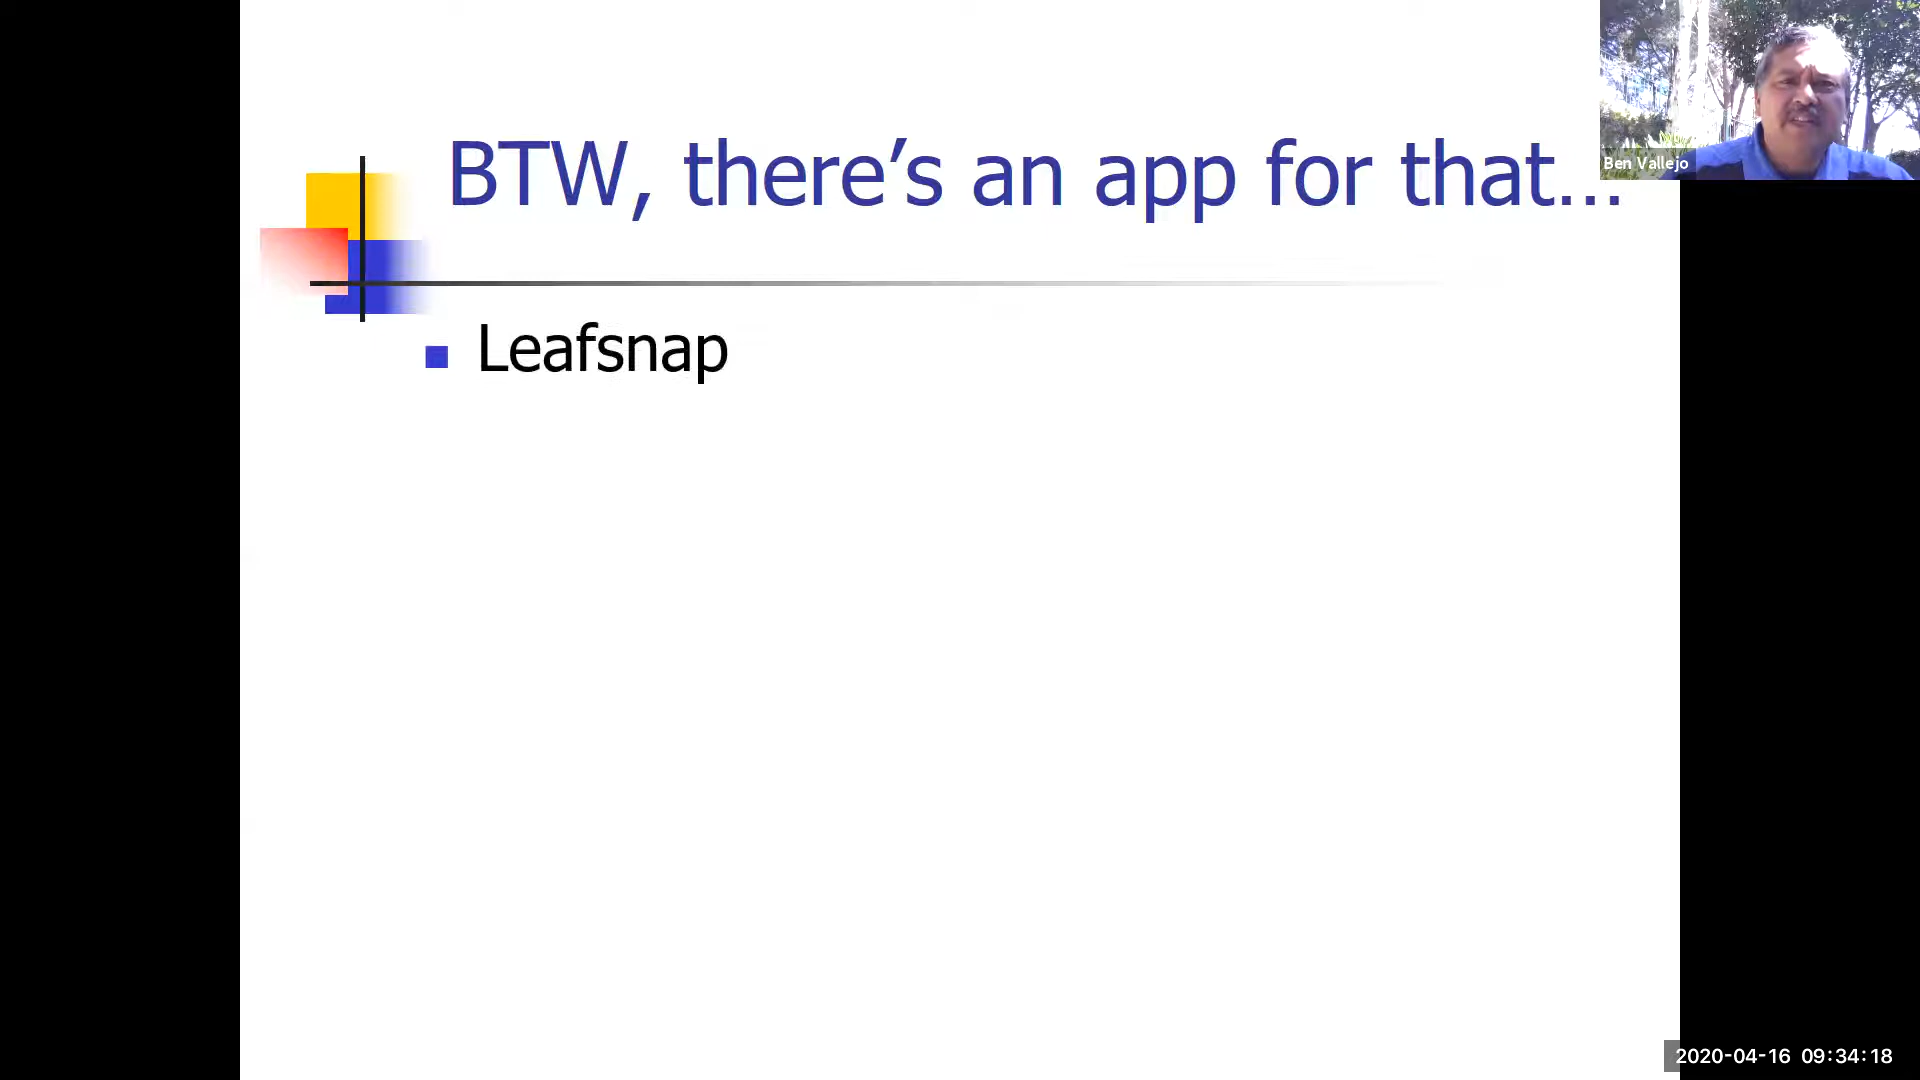 BTW, there’s an app for that…
Ben Vallejo
Leafsnap
2020-04-16 09:34:18